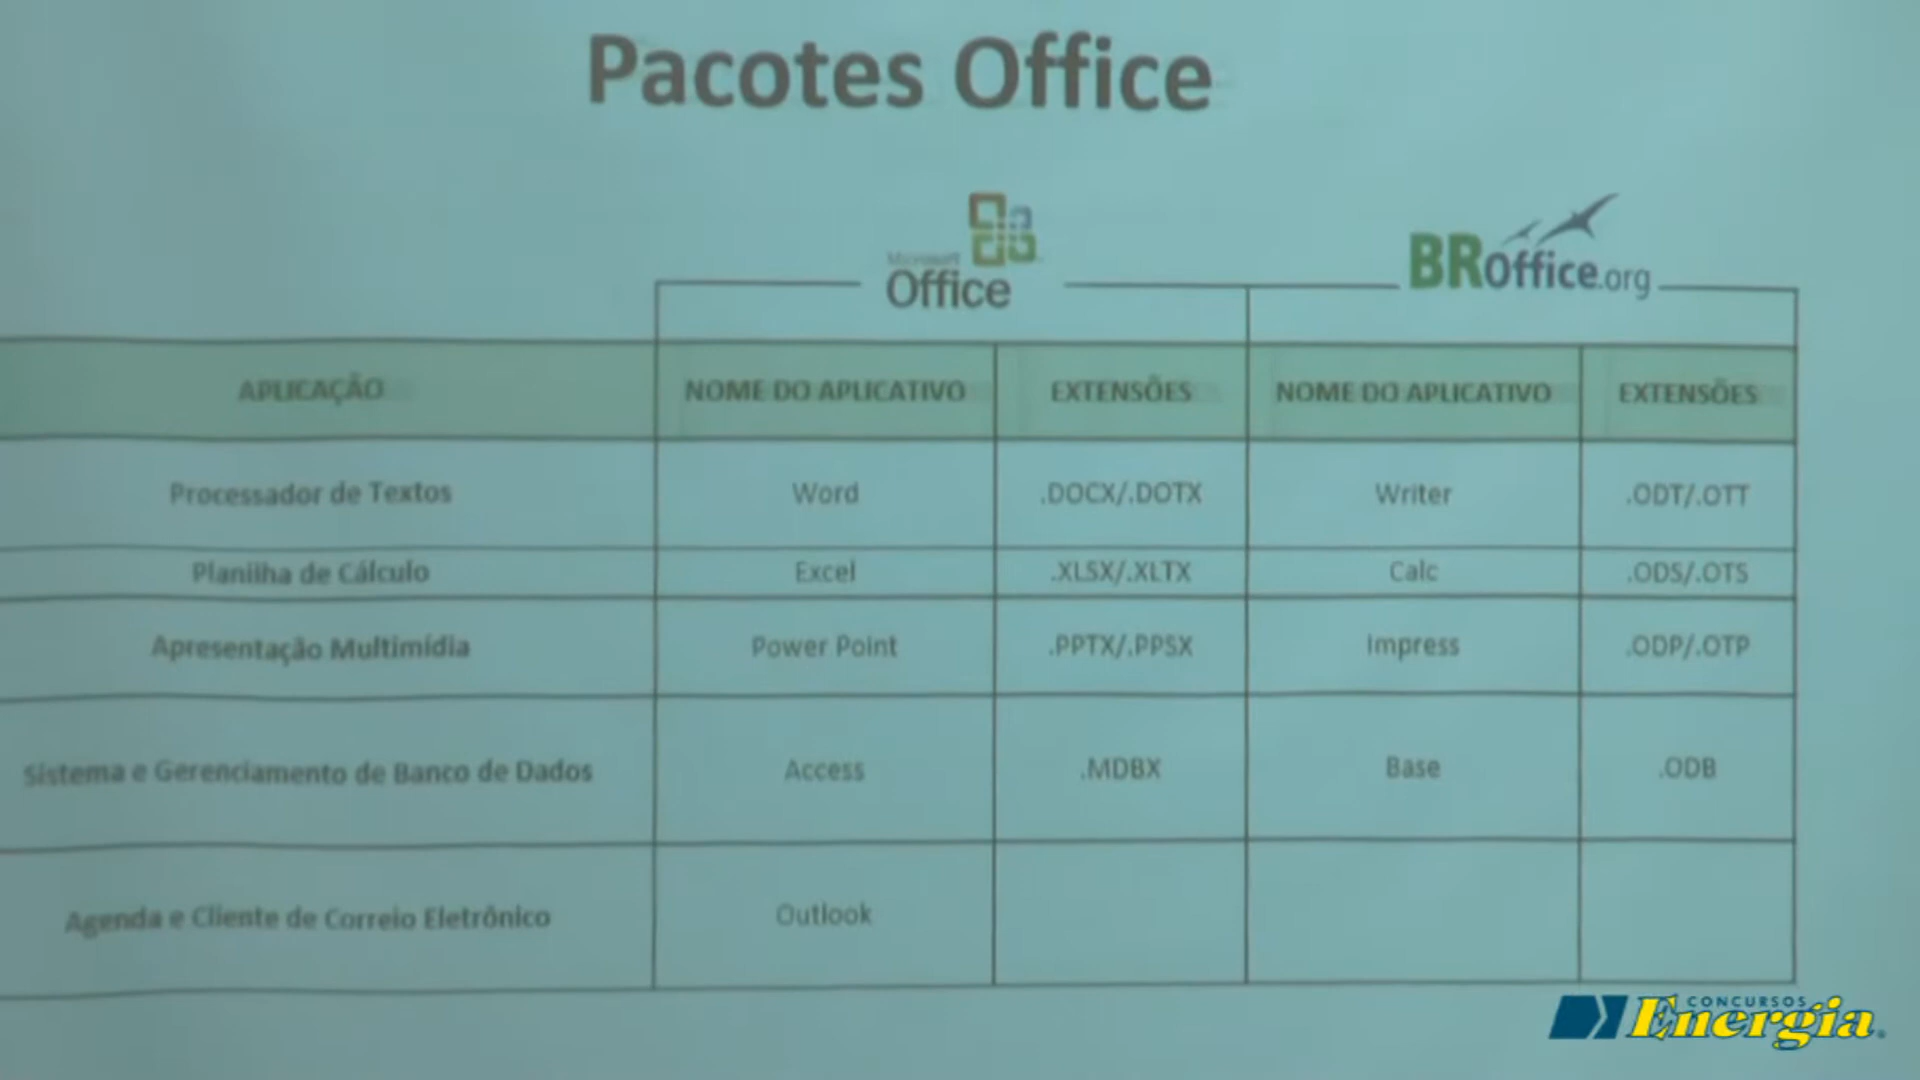 Pacotes Office
Microsoft
Office
BROffice.org
APLICAÇÃO NOME DO APLICATIVO EXTENSÕES NOME DO APLICATIVO EXTENSÕES
Processador de Textos Word .DOCX/.DOTX Writer .ODT/.OTT
Planilha de Cálculo Excel .XLSX/.XLTX Calc .ODS/.OTS
Apresentação Multimídia Power Point .PPTX/.PPSX Impress .ODP/.OTP
Sistema e Gerenciamento de Banco de Dados Access .MDBX Base .ODB
Agenda e Cliente de Correio Eletrônico Outlook
CONCURSOS
Energia